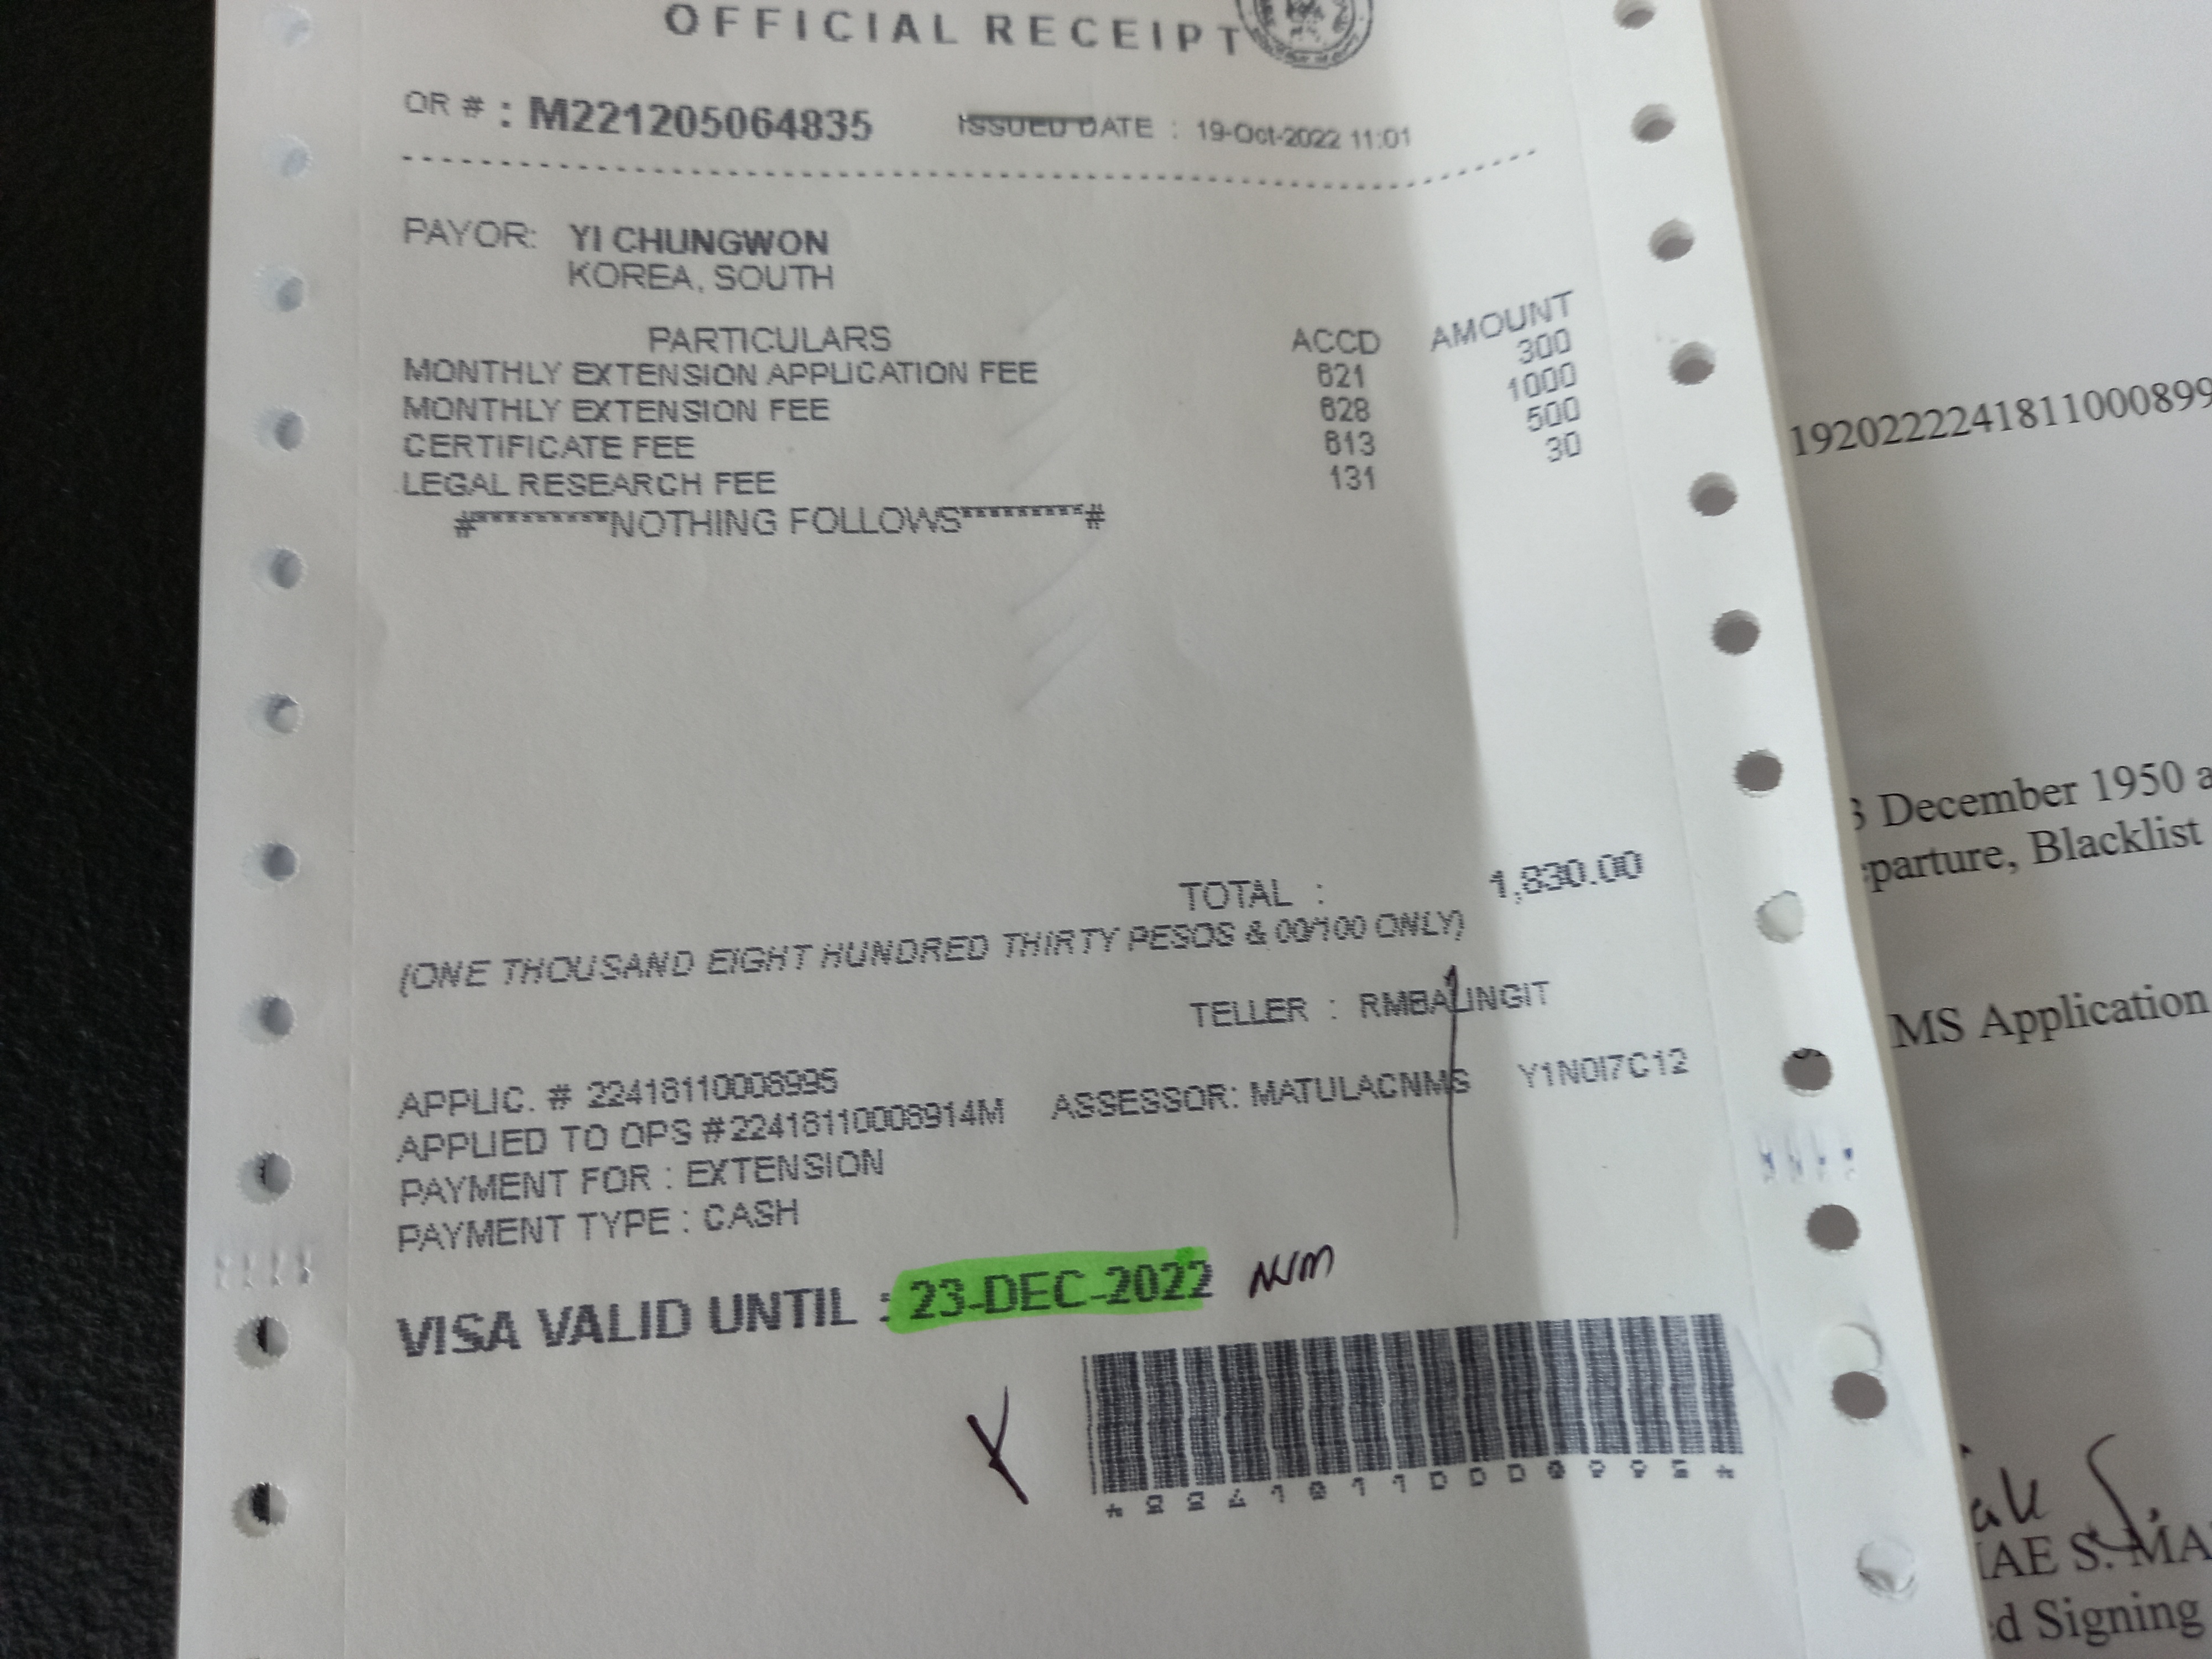 OFFICIAL RECEIPT
OR # : M221205064835 ISSUED DATE : 19-Oct-2022 11:01
PAYOR: YI CHUNGWON
KOREA, SOUTH
PARTICULARS ACCD AMOUNT
MONTHLY EXTENSION APPLICATION FEE 621 300
MONTHLY EXTENSION FEE 628 1000
CERTIFICATE FEE 613 500
LEGAL RESEARCH FEE 131 30
#*********NOTHING FOLLOWS*********#
TOTAL : 1,830.00
(ONE THOUSAND EIGHT HUNDRED THIRTY PESOS & 00/100 ONLY)
TELLER : RMBALINGIT
APPLIC. # 22418110008995
APPLIED TO OPS #22418110008914M ASSESSOR: MATULACNMS Y1N0I7C12
PAYMENT FOR : EXTENSION
PAYMENT TYPE : CASH
VISA VALID UNTIL : 23-DEC-2022
*22418110008995*
1920222241811000899
December 1950
parture, Blacklist
MS Application
AE S. MA
d Signing